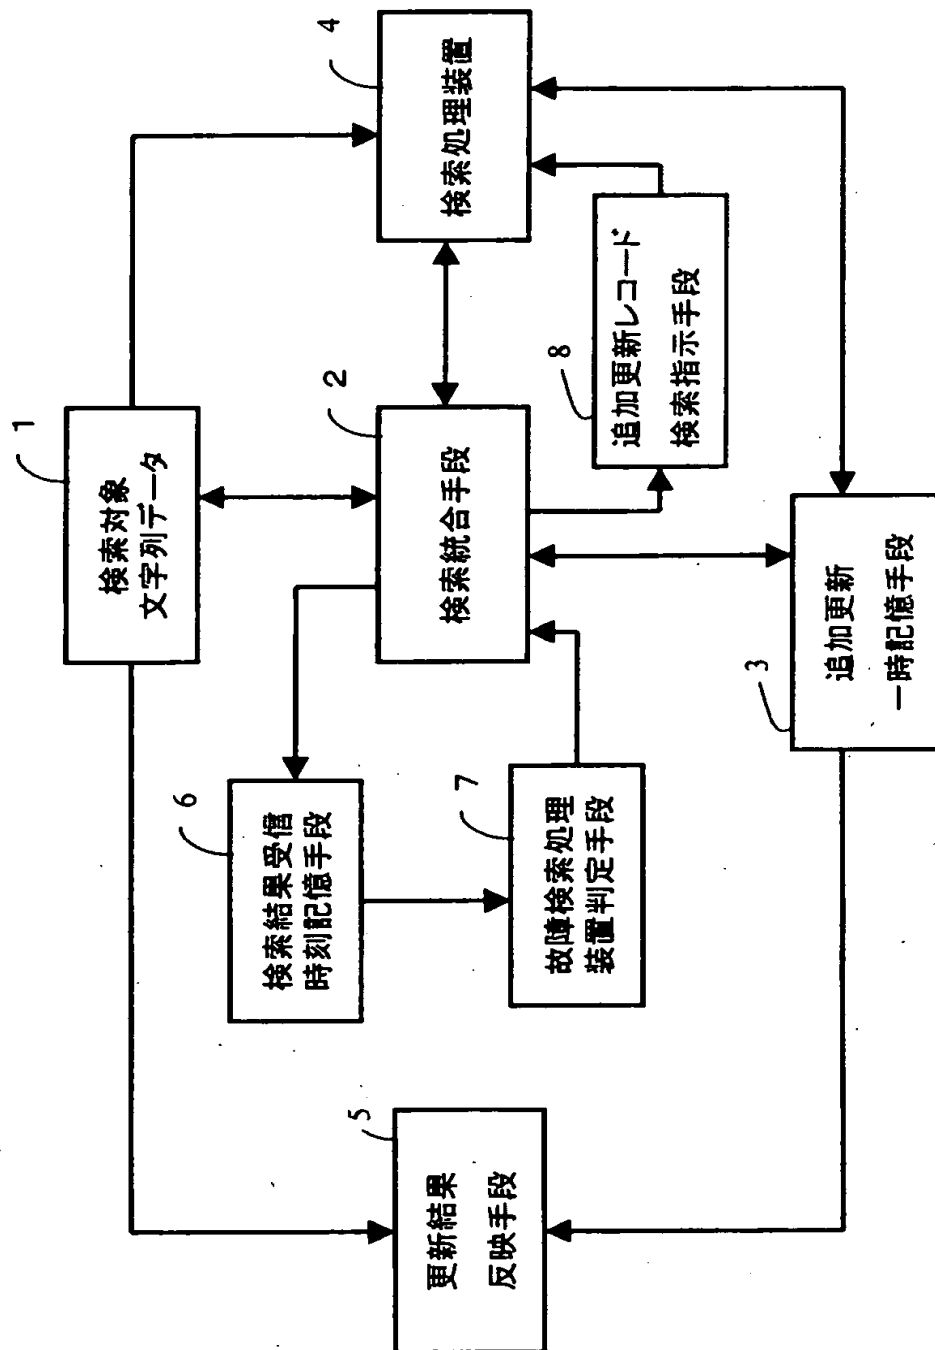 1
検索対象
文字列データ
2
検索統合手段
3
追加更新
一時記憶手段
4
検索処理装置
5
更新結果
反映手段
6
検索結果受信
時刻記憶手段
7
故障検索処理
装置判定手段
8
追加更新レコード
検索指示手段